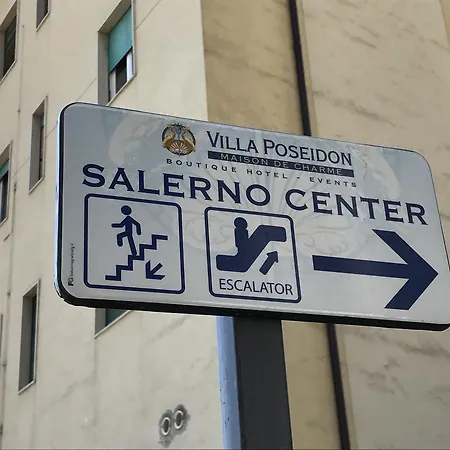 VILLA POSEIDON
MAISON DE CHARME
BOUTIQUE HOTEL - EVENTS
SALERNO CENTER
ESCALATOR